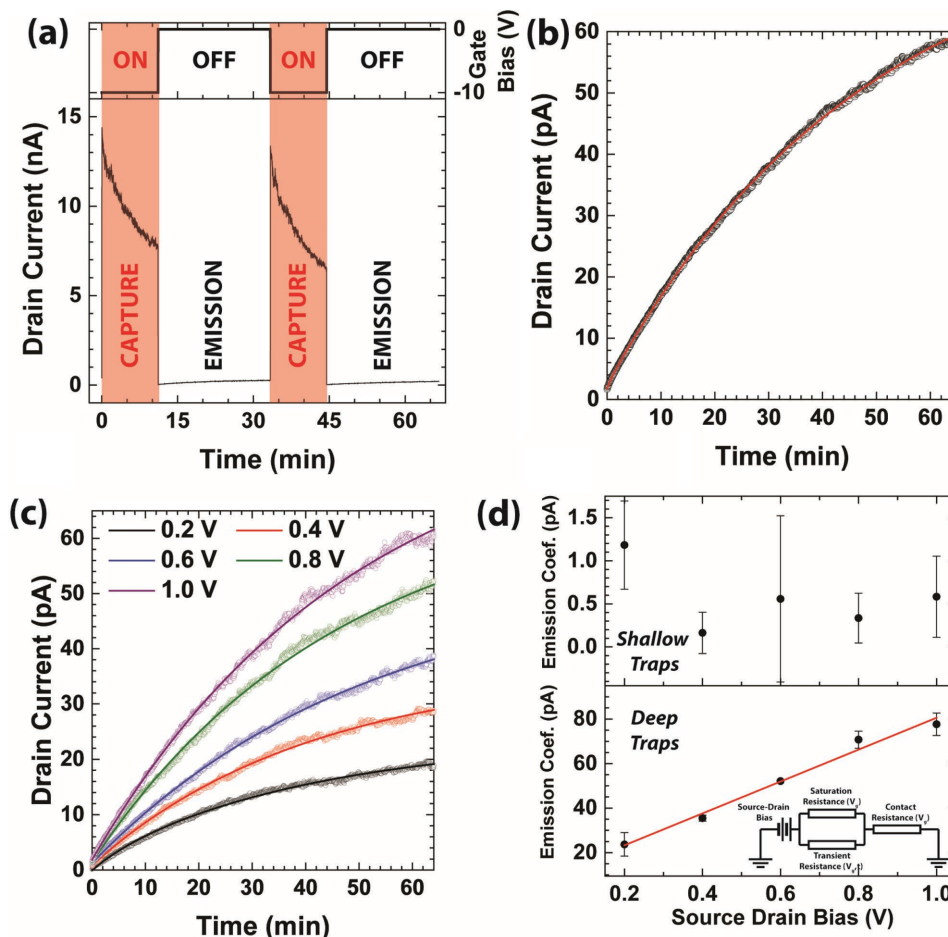 (a)
ON OFF ON OFF
0
-10
Gate
Bias (V)
Drain Current (nA)
15
10
5
0
CAPTURE
EMISSION
CAPTURE
EMISSION
0 15 30 45 60
Time (min)
(b)
Drain Current (pA)
60
50
40
30
20
10
0
0 10 20 30 40 50 60
Time (min)
(c)
0.2 V 0.4 V
0.6 V 0.8 V
1.0 V
Drain Current (pA)
60
50
40
30
20
10
0
0 10 20 30 40 50 60
Time (min)
(d)
Emission Coef. (pA)
1.5
1.0
0.5
0.0
Shallow
Traps
Emission Coef. (pA)
80
60
40
20
Deep
Traps
Source-Drain
Bias
Saturation
Resistance (Vg)
Contact
Resistance (Vg)
Transient
Resistance (Vg,t)
0.2 0.4 0.6 0.8 1.0
Source Drain Bias (V)